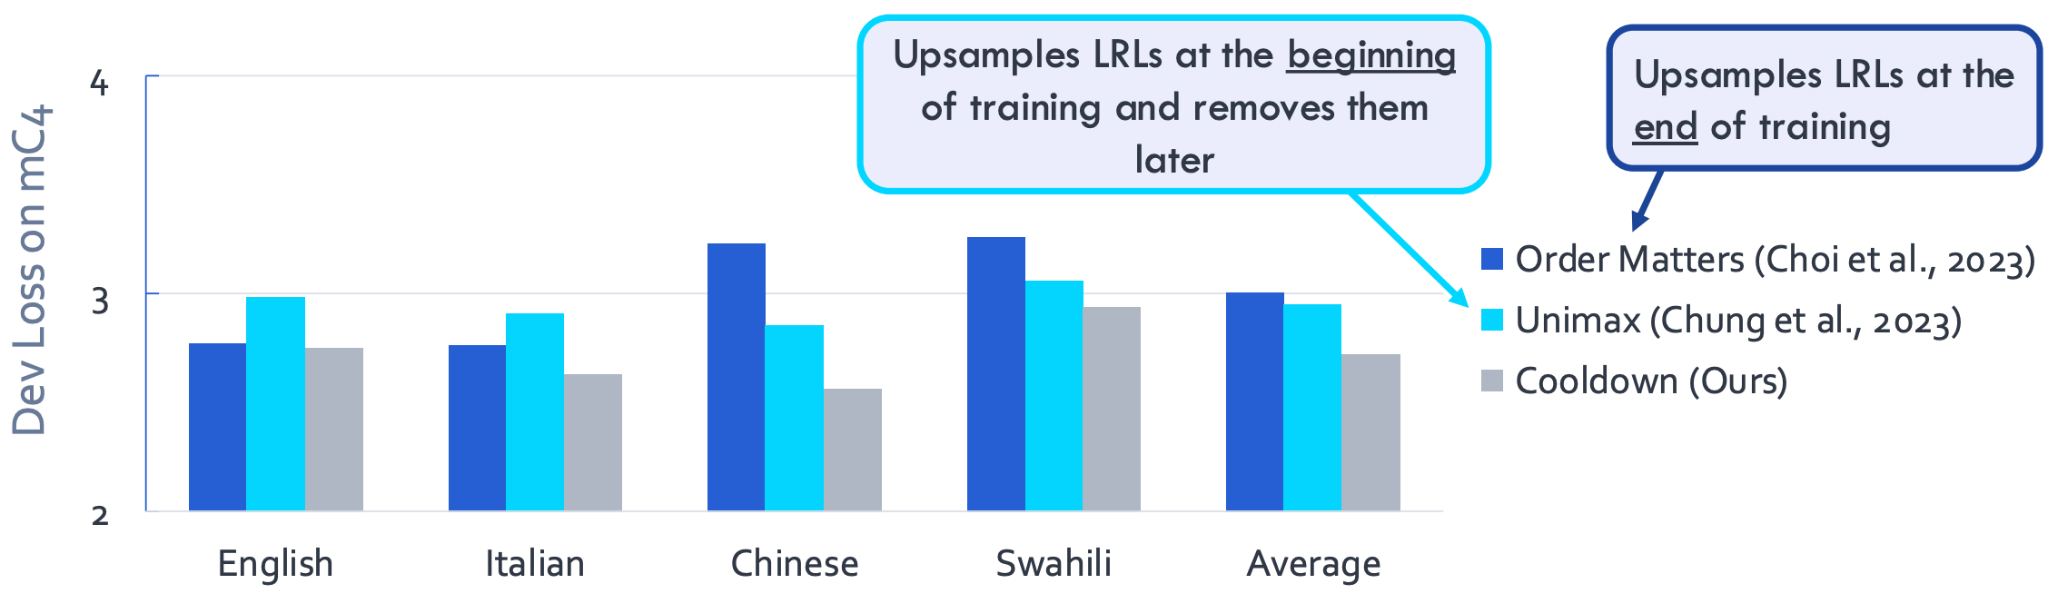 Upsamples LRLs at the beginning
of training and removes them
later
Upsamples LRLs at the
end of training
Dev Loss on mC4
4
3
2
English
Italian
Chinese
Swahili
Average
Order Matters (Choi et al., 2023)
Unimax (Chung et al., 2023)
Cooldown (Ours)